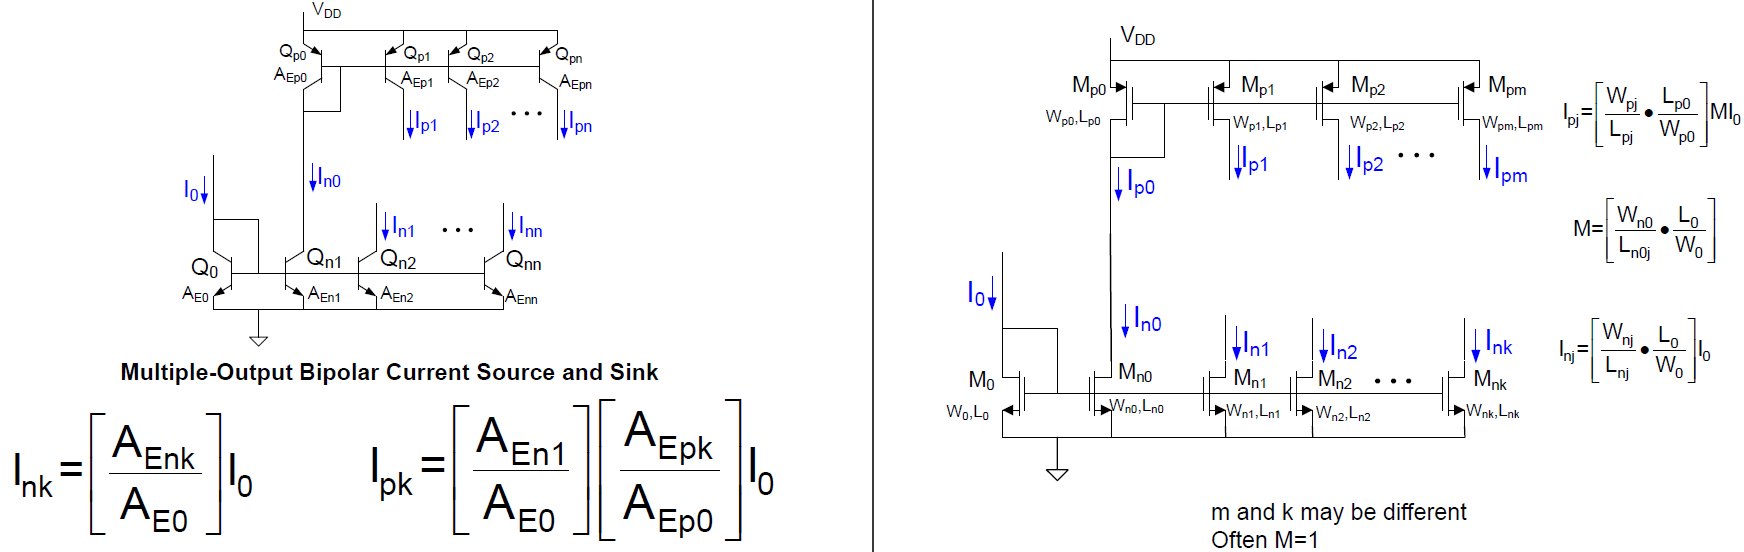 VDD
Qp0
Qp1
Qp2
Qpn
AEp0
AEp1
AEp2
AEpn
Ip1
Ip2
• • •
Ipn
I0
In0
In1
• • •
Inn
Q0
Qn1
Qn2
Qnn
AE0
AEn1
AEn2
AEnn
Multiple-Output Bipolar Current Source and Sink
Ink=[AEnk/AE0]I0
Ipk=[AEn1/AE0][AEpk/AEp0]I0
VDD
Mp0
Mp1
Mp2
Mpm
Wp0,Lp0
Wp1,Lp1
Wp2,Lp2
Wpm,Lpm
Ip0
Ip1
Ip2
• • •
Ipm
I0
In0
In1
In2
Ink
M0
Mn0
Mn1
Mn2
• • •
Mnk
W0,L0
Wn0,Ln0
Wn1,Ln1
Wn2,Ln2
Wnk,Lnk
Ipj=[Wpj/Lpj • Lp0/Wp0]MI0
M=[Wn0/Ln0j • L0/W0]
Inj=[Wnj/Lnj • L0/W0]I0
m and k may be different
Often M=1